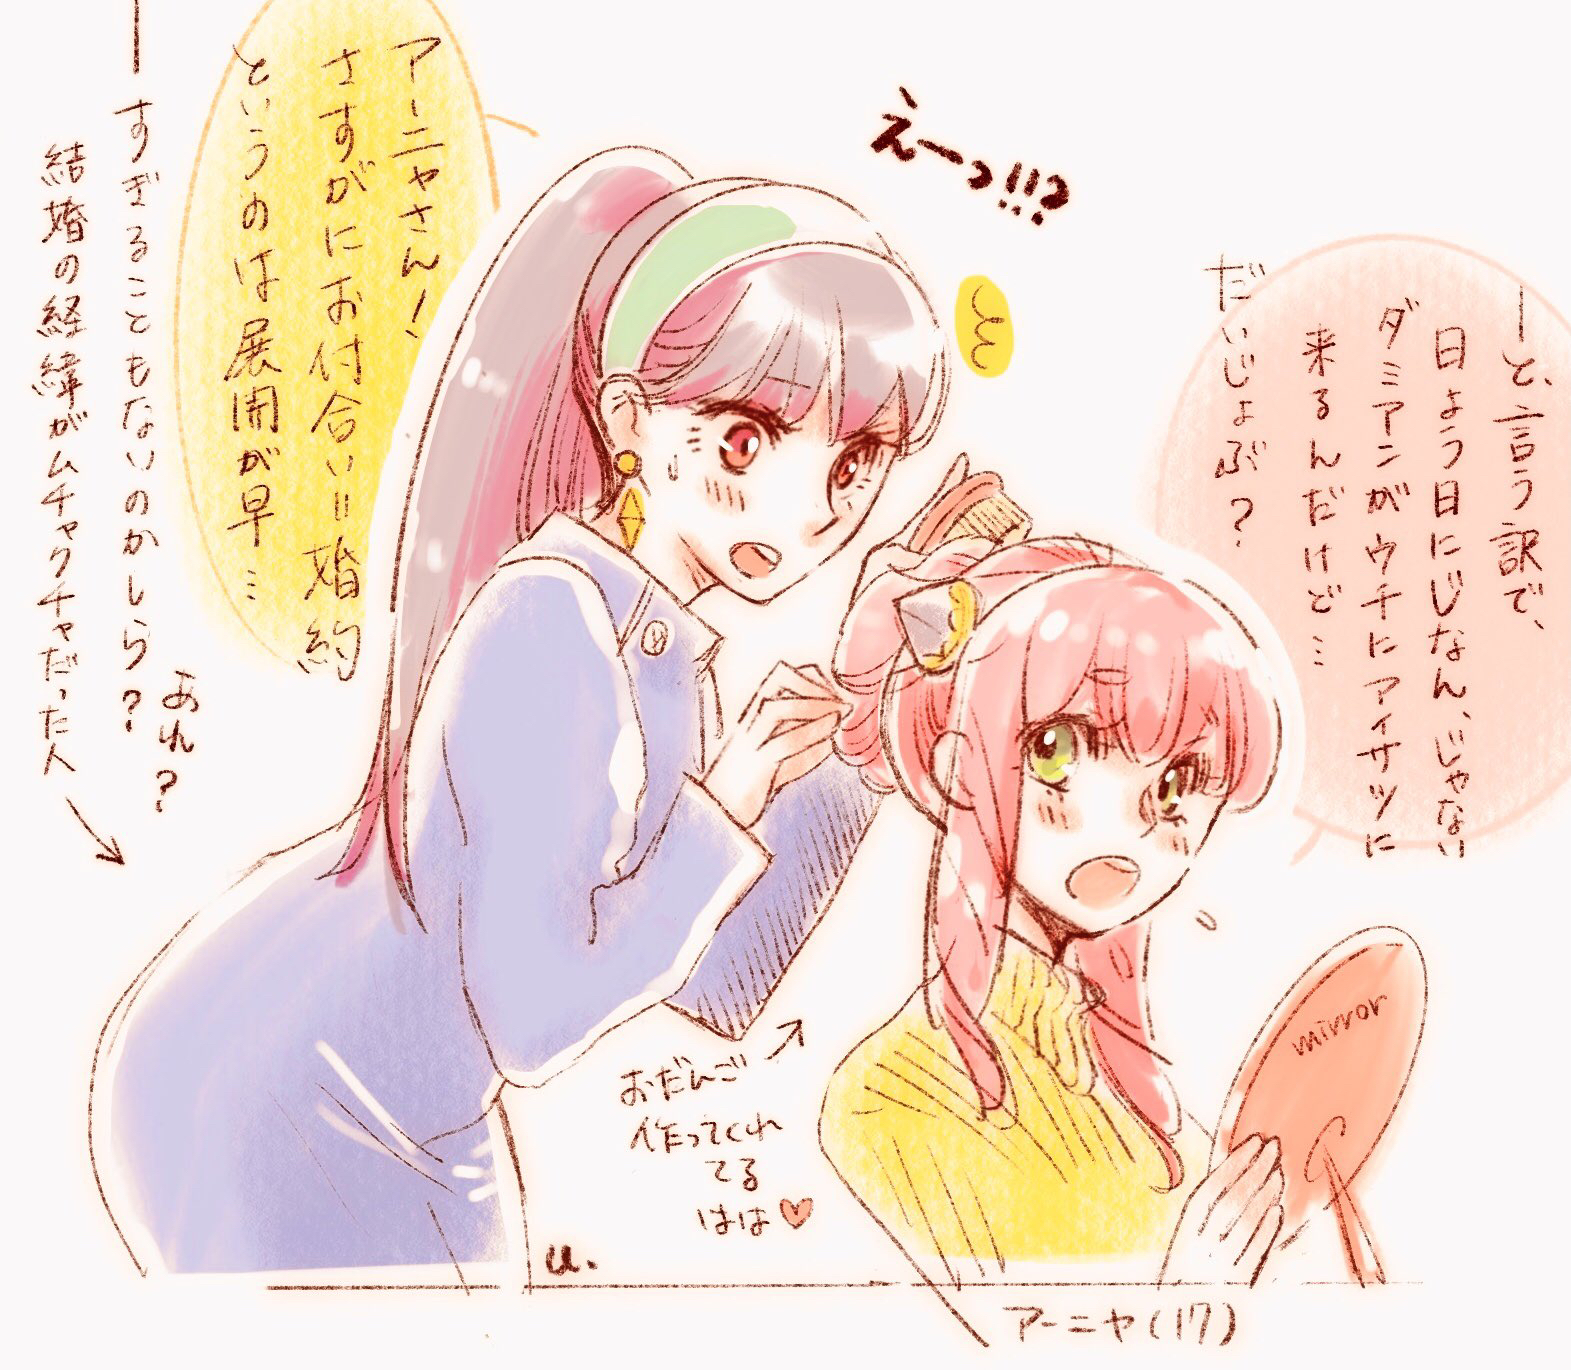 ―と、言う訳で、
日よう日にじなん、じゃない
ダミアンがウチにアイサツに
来るんだけど…
だいじょぶ?
えーっ!!?
アーニャさん!
さすがにお付合い=婚約
というのは展開が早…
―すぎることもないのかしら?
あれ?
結婚の経緯がムチャクチャだった人
おだんご
作ってくれ
てる
はは♥
mirror
u.
アーニャ(17)